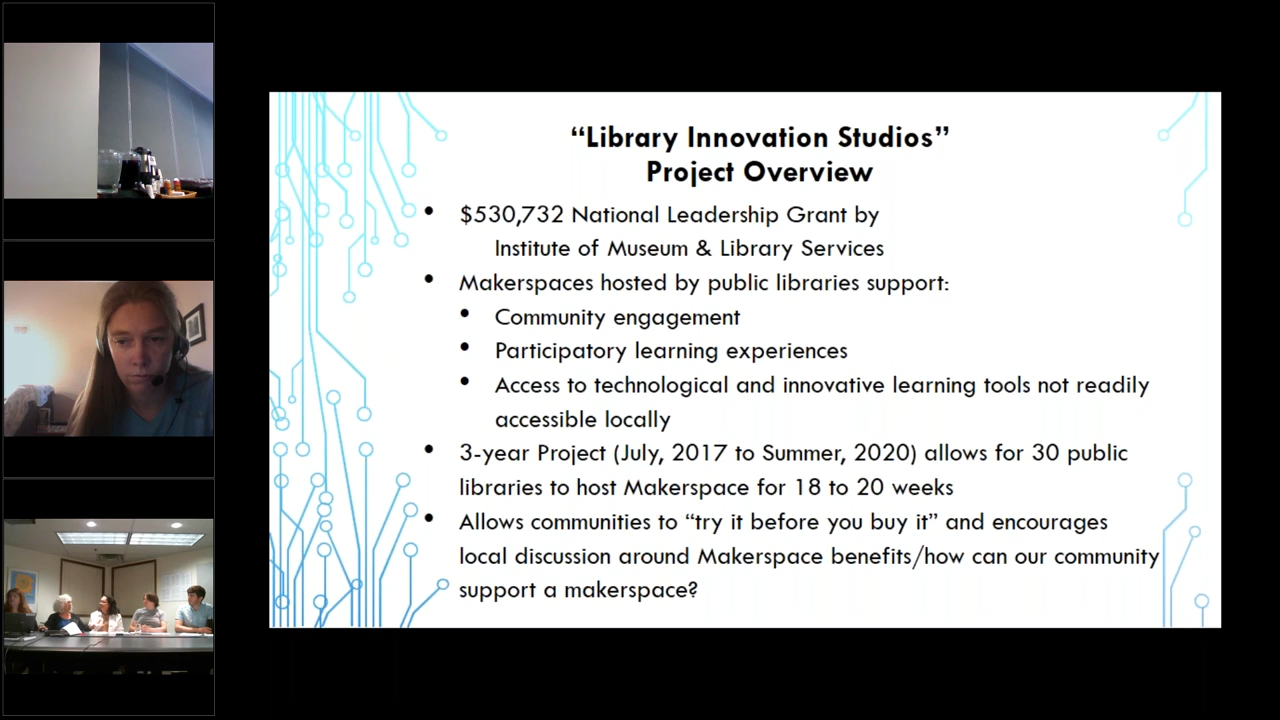 “Library Innovation Studios”
Project Overview
• $530,732 National Leadership Grant by
Institute of Museum & Library Services
• Makerspaces hosted by public libraries support:
• Community engagement
• Participatory learning experiences
• Access to technological and innovative learning tools not readily
accessible locally
• 3-year Project (July, 2017 to Summer, 2020) allows for 30 public
libraries to host Makerspace for 18 to 20 weeks
• Allows communities to “try it before you buy it” and encourages
local discussion around Makerspace benefits/how can our community
support a makerspace?